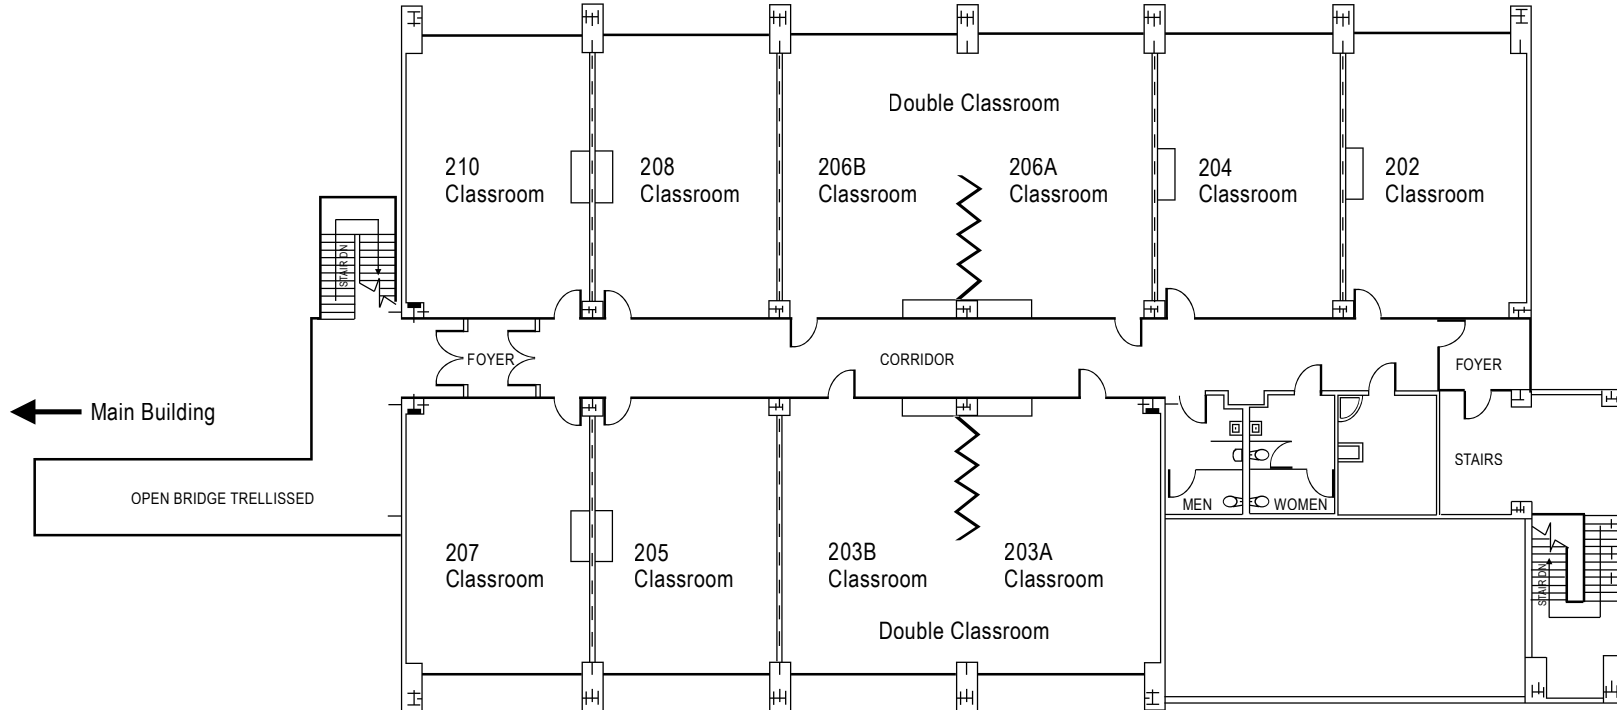 Double Classroom
210
Classroom
208
Classroom
206B
Classroom
206A
Classroom
204
Classroom
202
Classroom
STAIR DN
FOYER
CORRIDOR
FOYER
Main Building
STAIRS
OPEN BRIDGE TRELLISSED
MEN
WOMEN
207
Classroom
205
Classroom
203B
Classroom
203A
Classroom
STAIR DN
Double Classroom